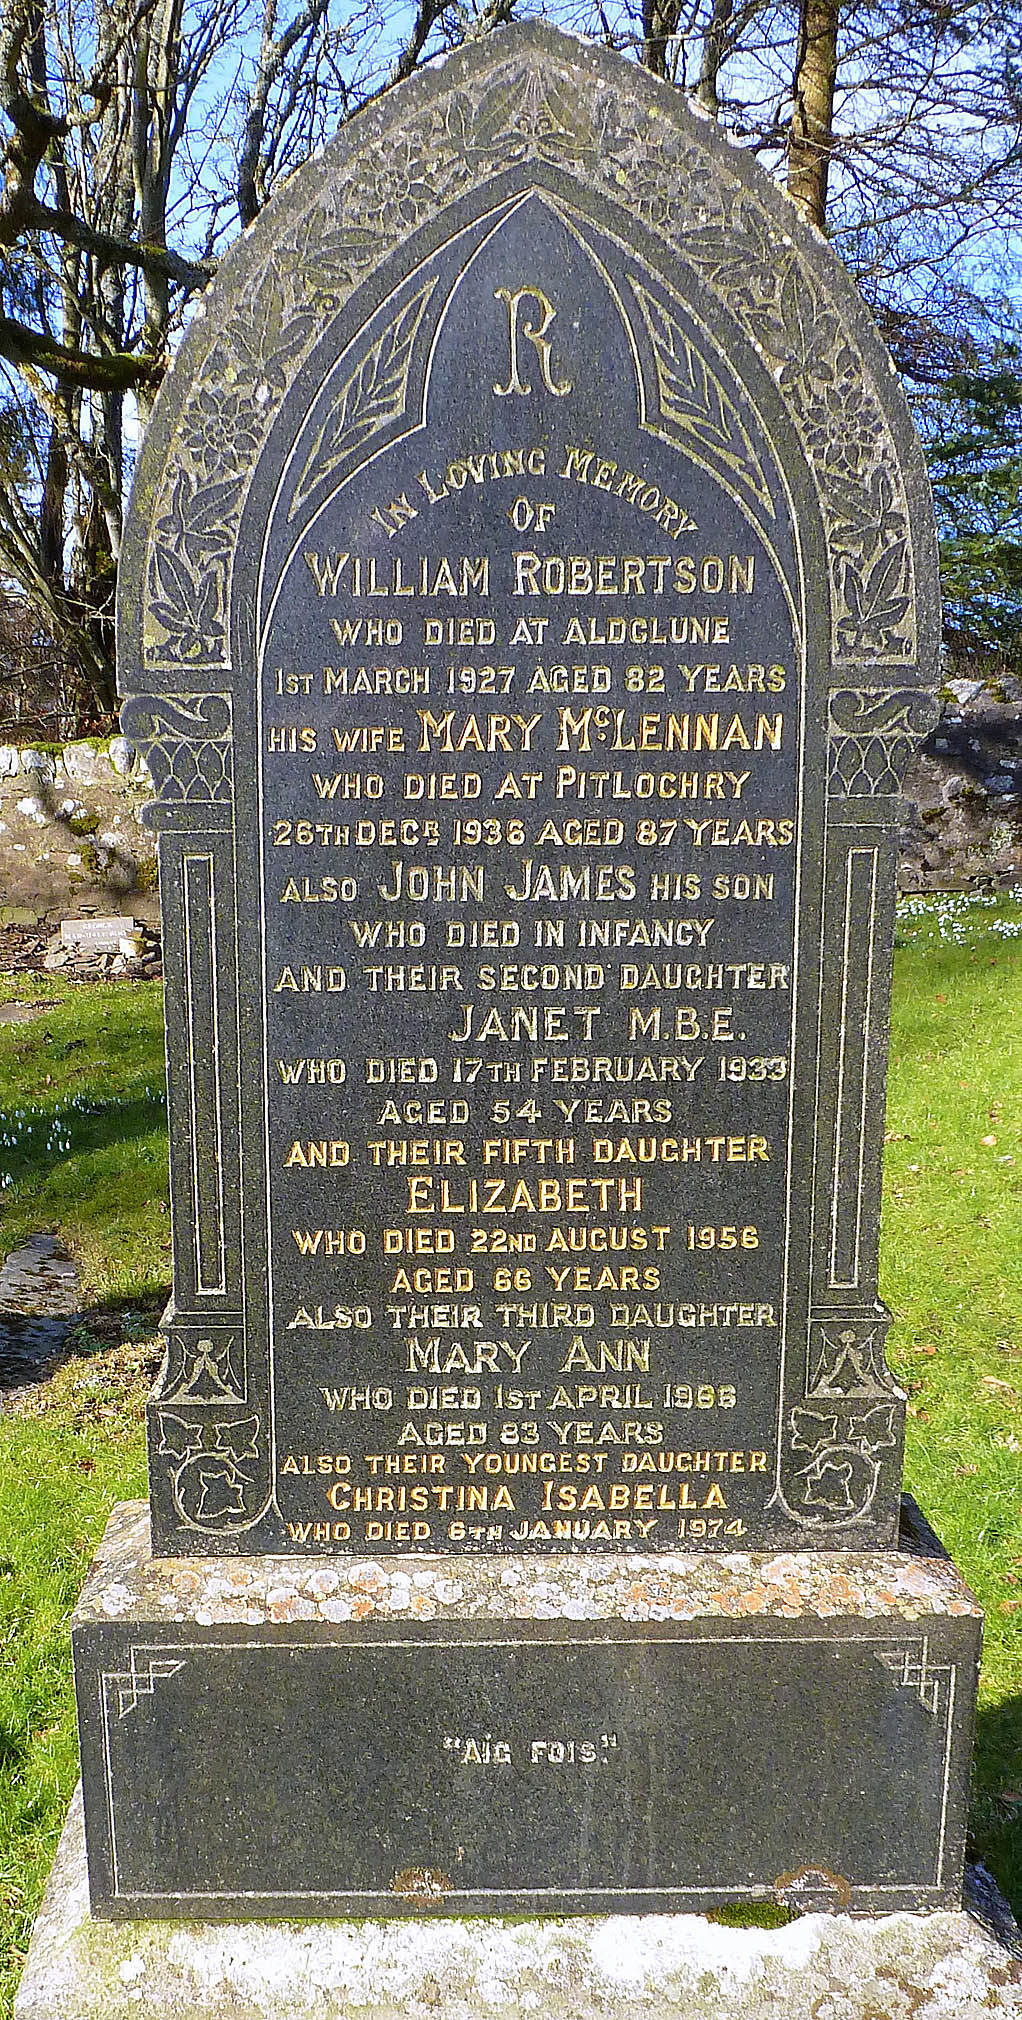 R
IN LOVING MEMORY
OF
WILLIAM ROBERTSON
WHO DIED AT ALDCLUNE
1ST MARCH 1927 AGED 82 YEARS
HIS WIFE MARY MCLENNAN
WHO DIED AT PITLOCHRY
26TH DECR 1936 AGED 87 YEARS
ALSO JOHN JAMES HIS SON
WHO DIED IN INFANCY
AND THEIR SECOND DAUGHTER
JANET M.B.E.
WHO DIED 17TH FEBRUARY 1933
AGED 54 YEARS
AND THEIR FIFTH DAUGHTER
ELIZABETH
WHO DIED 22ND AUGUST 1956
AGED 66 YEARS
ALSO THEIR THIRD DAUGHTER
MARY ANN
WHO DIED 1ST APRIL 1966
AGED 83 YEARS
ALSO THEIR YOUNGEST DAUGHTER
CHRISTINA ISABELLA
WHO DIED 6TH JANUARY 1974
"AIG FOIS."